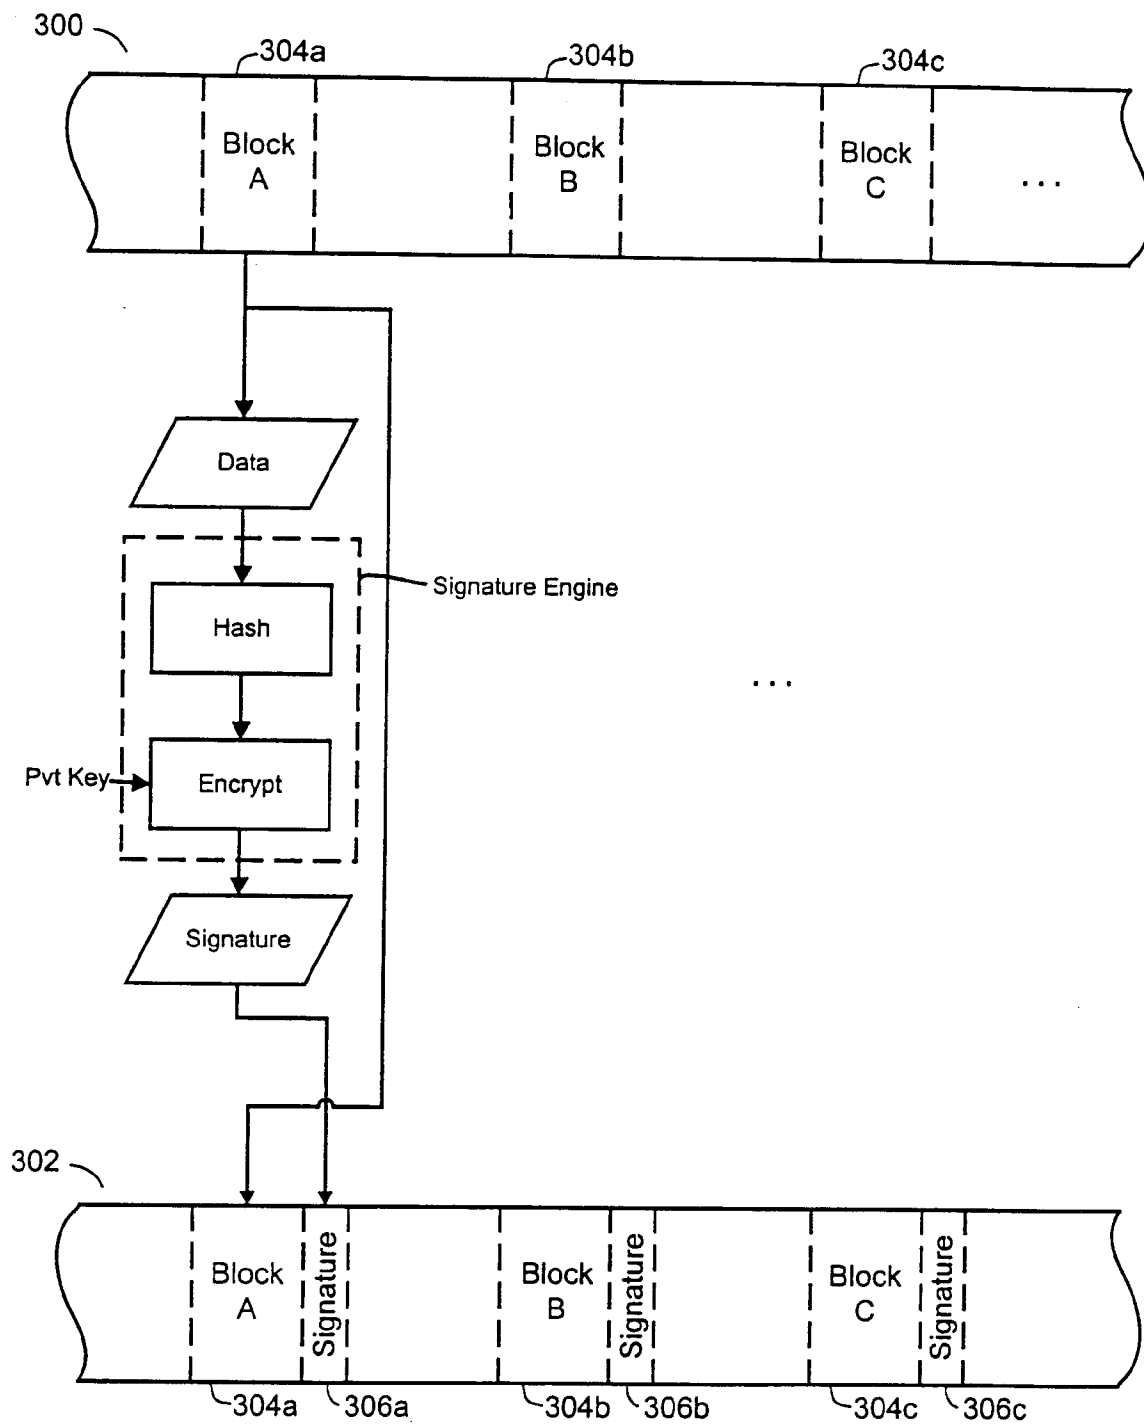 300
304a
304b
304c
Block
A
Block
B
Block
C
...
Data
Signature Engine
Hash
...
Pvt Key
Encrypt
Signature
302
Block
A
Signature
Block
B
Signature
Block
C
Signature
304a
306a
304b
306b
304c
306c